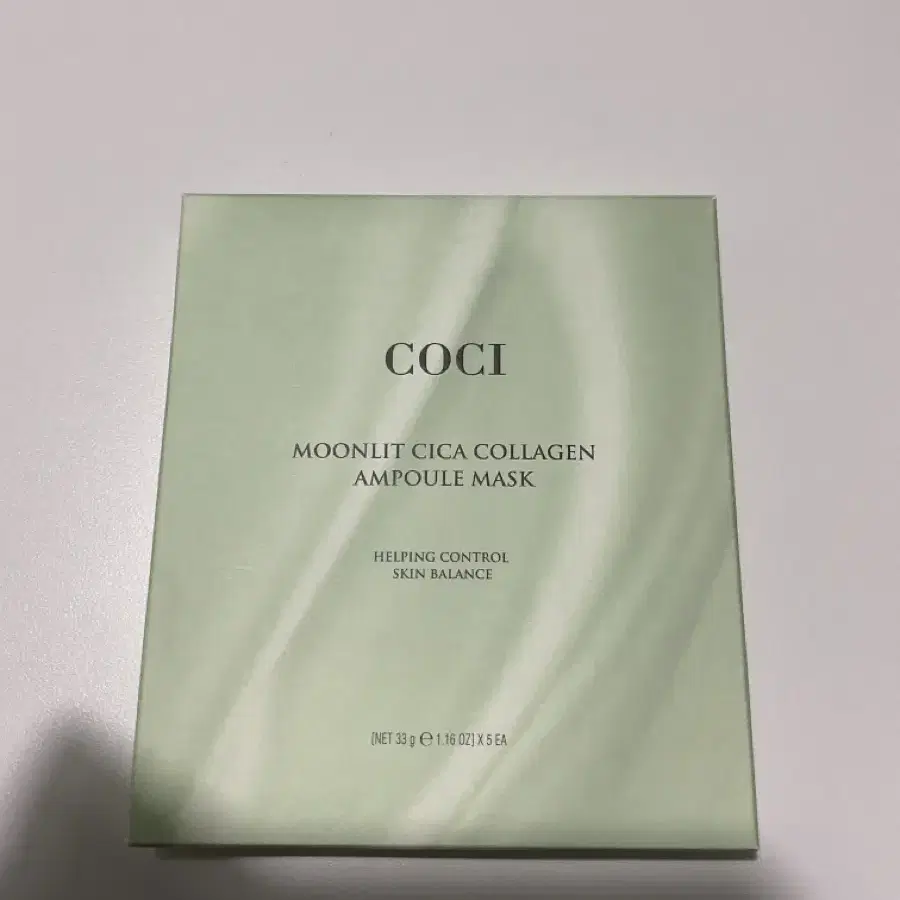 COCI
MOONLIT CICA COLLAGEN
AMPOULE MASK
HELPING CONTROL
SKIN BALANCE
[NET 33 g ℮ 1.16 OZ] X 5 EA